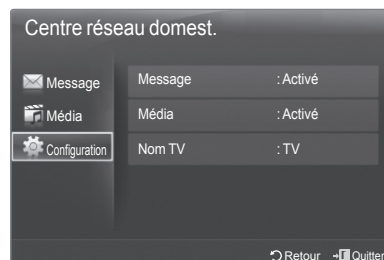 Centre réseau domest.
Message
Message : Activé
Média
Média : Activé
Configuration
Nom TV : TV
Retour Quitter